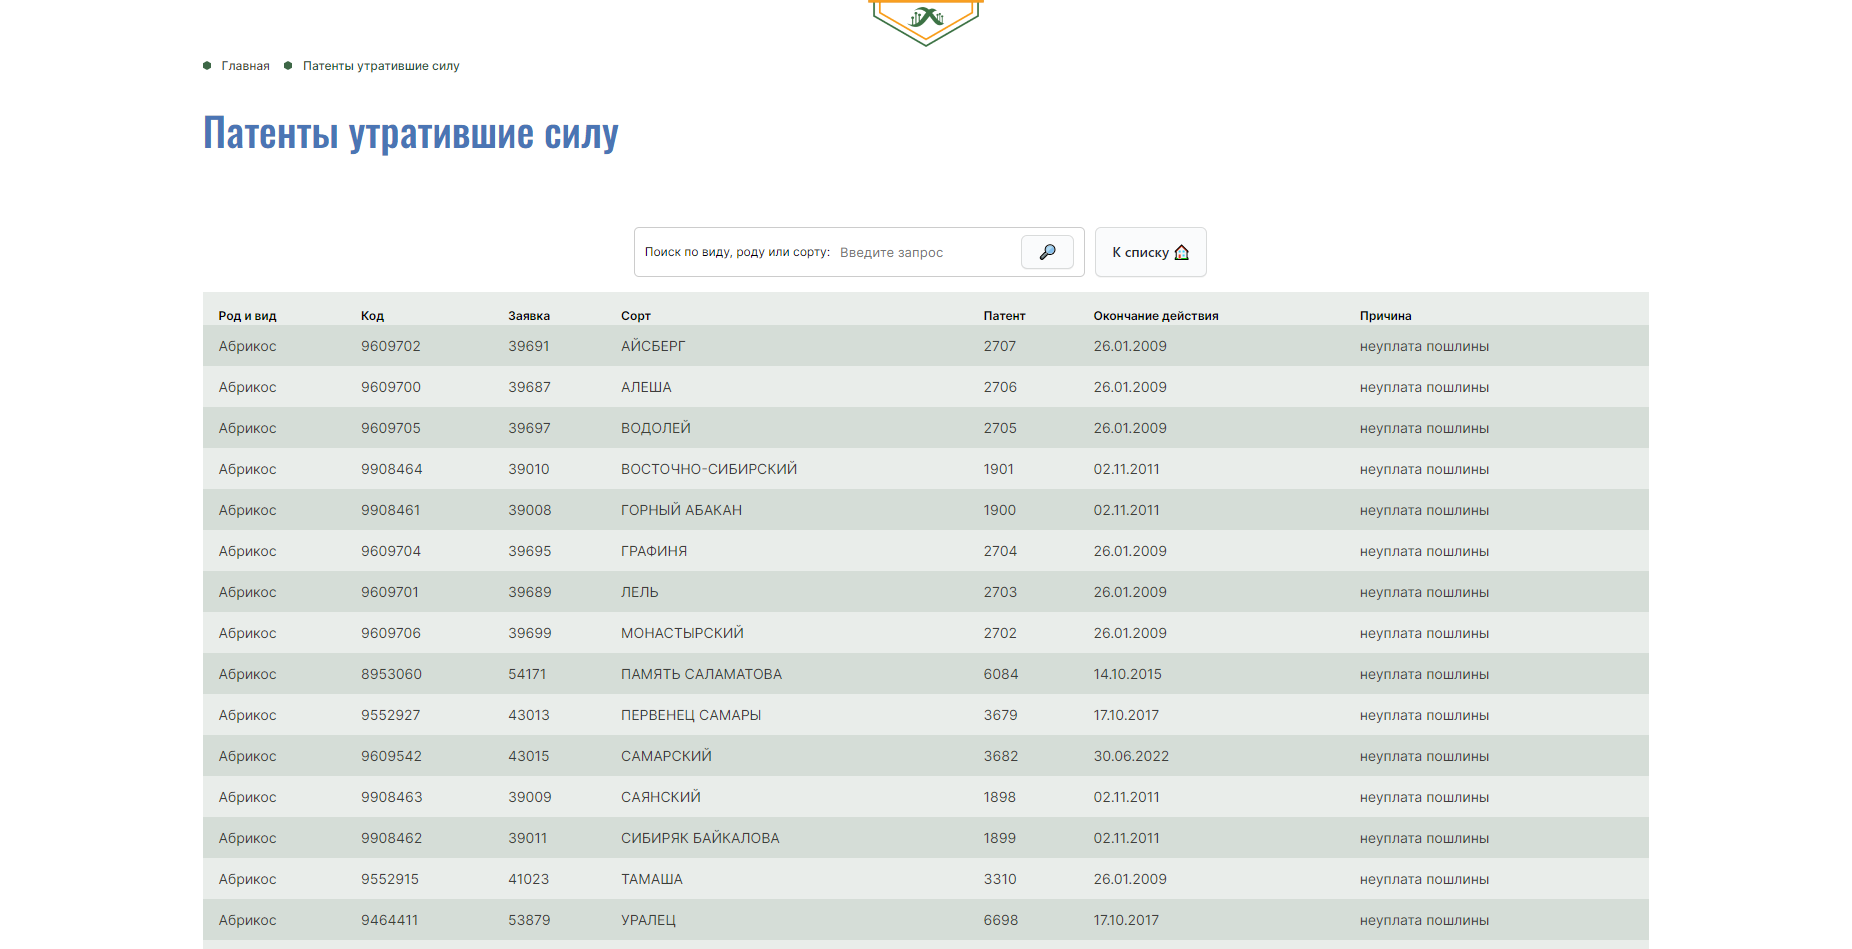 Главная Патенты утратившие силу
Патенты утратившие силу
Поиск по виду, роду или сорту: Введите запрос К списку
Род и вид Код Заявка Сорт Патент Окончание действия Причина
Абрикос 9609702 39691 АЙСБЕРГ 2707 26.01.2009 неуплата пошлины
Абрикос 9609700 39687 АЛЕША 2706 26.01.2009 неуплата пошлины
Абрикос 9609705 39697 ВОДОЛЕЙ 2705 26.01.2009 неуплата пошлины
Абрикос 9908464 39010 ВОСТОЧНО-СИБИРСКИЙ 1901 02.11.2011 неуплата пошлины
Абрикос 9908461 39008 ГОРНЫЙ АБАКАН 1900 02.11.2011 неуплата пошлины
Абрикос 9609704 39695 ГРАФИНЯ 2704 26.01.2009 неуплата пошлины
Абрикос 9609701 39689 ЛЕЛЬ 2703 26.01.2009 неуплата пошлины
Абрикос 9609706 39699 МОНАСТЫРСКИЙ 2702 26.01.2009 неуплата пошлины
Абрикос 8953060 54171 ПАМЯТЬ САЛАМАТОВА 6084 14.10.2015 неуплата пошлины
Абрикос 9552927 43013 ПЕРВЕНЕЦ САМАРЫ 3679 17.10.2017 неуплата пошлины
Абрикос 9609542 43015 САМАРСКИЙ 3682 30.06.2022 неуплата пошлины
Абрикос 9908463 39009 САЯНСКИЙ 1898 02.11.2011 неуплата пошлины
Абрикос 9908462 39011 СИБИРЯК БАЙКАЛОВА 1899 02.11.2011 неуплата пошлины
Абрикос 9552915 41023 ТАМАША 3310 26.01.2009 неуплата пошлины
Абрикос 9464411 53879 УРАЛЕЦ 6698 17.10.2017 неуплата пошлины